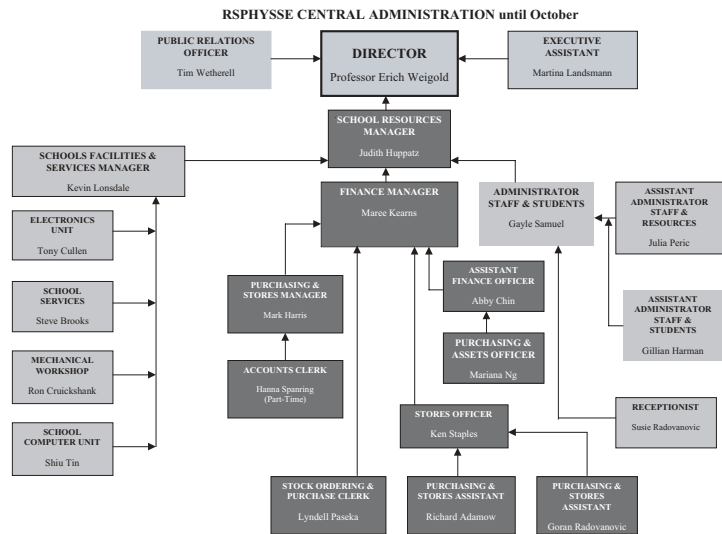 RSPHYSSE CENTRAL ADMINISTRATION until October
PUBLIC RELATIONS
OFFICER
Tim Wetherell
DIRECTOR
Professor Erich Weigold
EXECUTIVE
ASSISTANT
Martina Landsmann
SCHOOL RESOURCES
MANAGER
Judith Huppatz
SCHOOLS FACILITIES &
SERVICES MANAGER
Kevin Lonsdale
FINANCE MANAGER
Maree Kearns
ADMINISTRATOR
STAFF & STUDENTS
Gayle Samuel
ASSISTANT
ADMINISTRATOR
STAFF &
RESOURCES
Julia Peric
ELECTRONICS
UNIT
Tony Cullen
PURCHASING &
STORES MANAGER
Mark Harris
ASSISTANT
FINANCE OFFICER
Abby Chin
SCHOOL
SERVICES
Steve Brooks
ASSISTANT
ADMINISTRATOR
STAFF &
STUDENTS
Gillian Harman
PURCHASING &
ASSETS OFFICER
Mariana Ng
MECHANICAL
WORKSHOP
Ron Cruickshank
ACCOUNTS CLERK
Hanna Spanring
(Part-Time)
STORES OFFICER
Ken Staples
RECEPTIONIST
Susie Radovanovic
SCHOOL
COMPUTER UNIT
Shiu Tin
STOCK ORDERING &
PURCHASE CLERK
Lyndell Paseka
PURCHASING &
STORES ASSISTANT
Richard Adamow
PURCHASING &
STORES
ASSISTANT
Goran Radovanovic